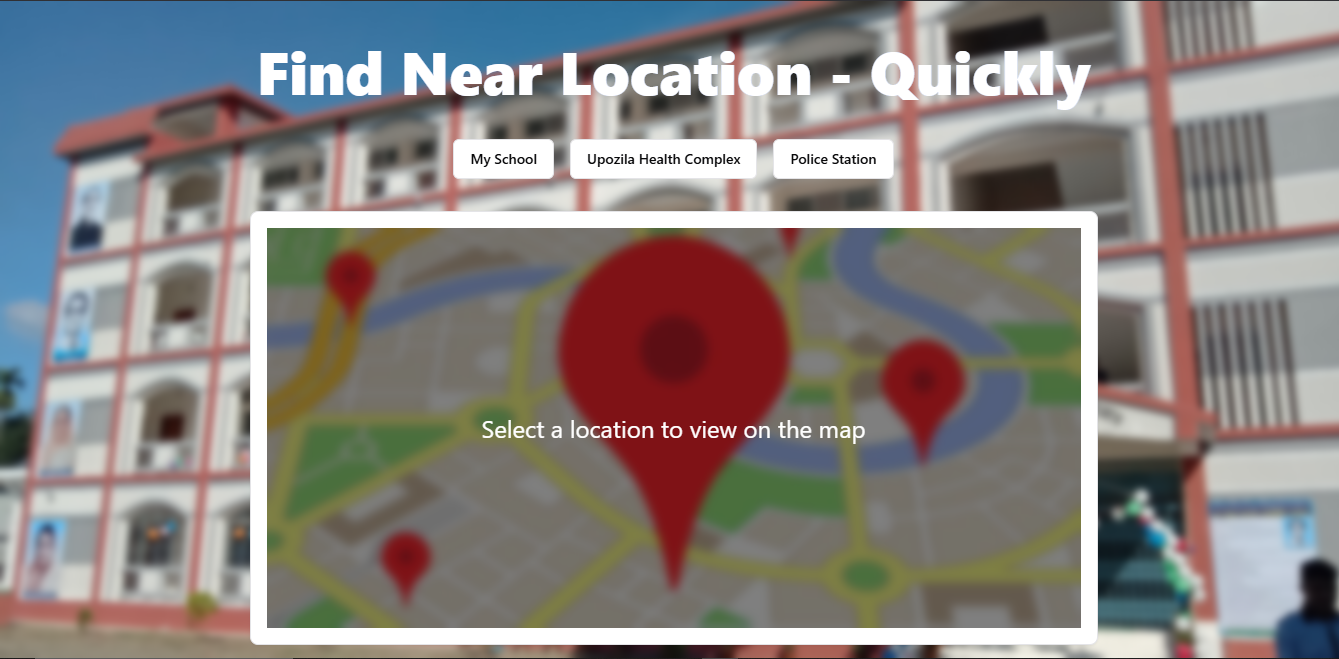 Find Near Location - Quickly
My School
Upozila Health Complex
Police Station
Select a location to view on the map